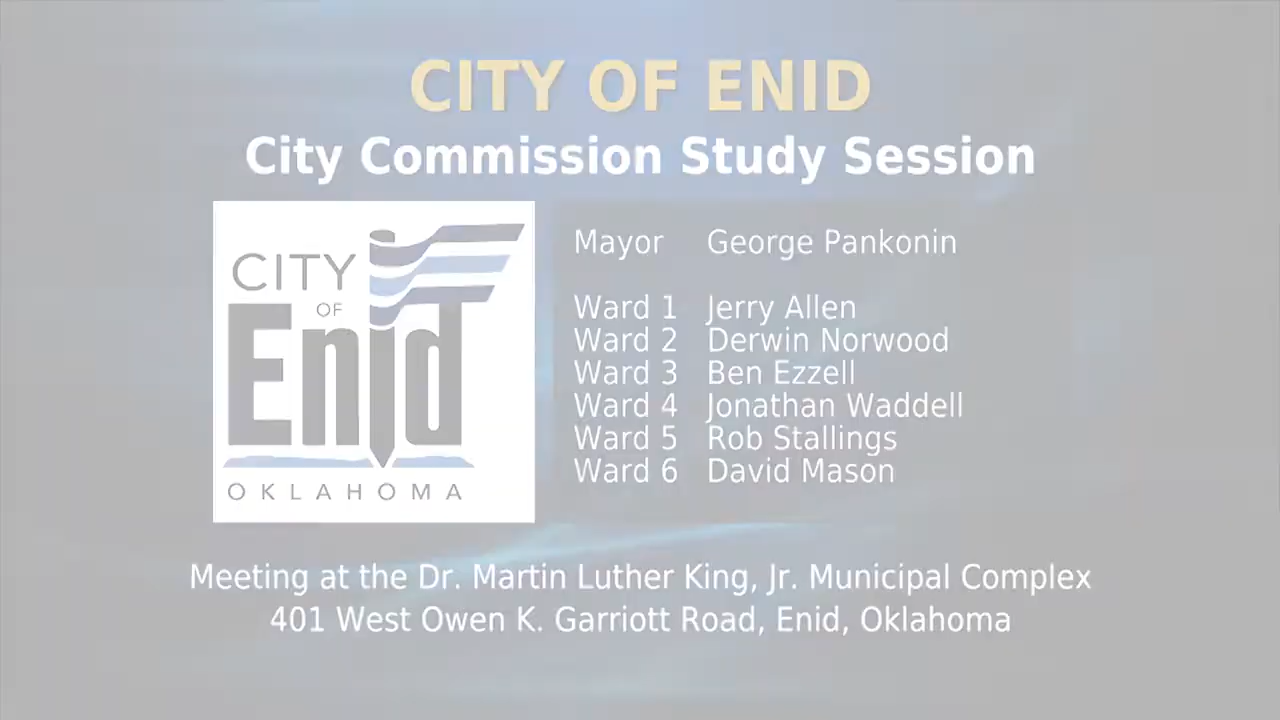 CITY OF ENID
City Commission Study Session
CITY
OF
Enid
OKLAHOMA
Mayor George Pankonin
Ward 1 Jerry Allen
Ward 2 Derwin Norwood
Ward 3 Ben Ezzell
Ward 4 Jonathan Waddell
Ward 5 Rob Stallings
Ward 6 David Mason
Meeting at the Dr. Martin Luther King, Jr. Municipal Complex
401 West Owen K. Garriott Road, Enid, Oklahoma